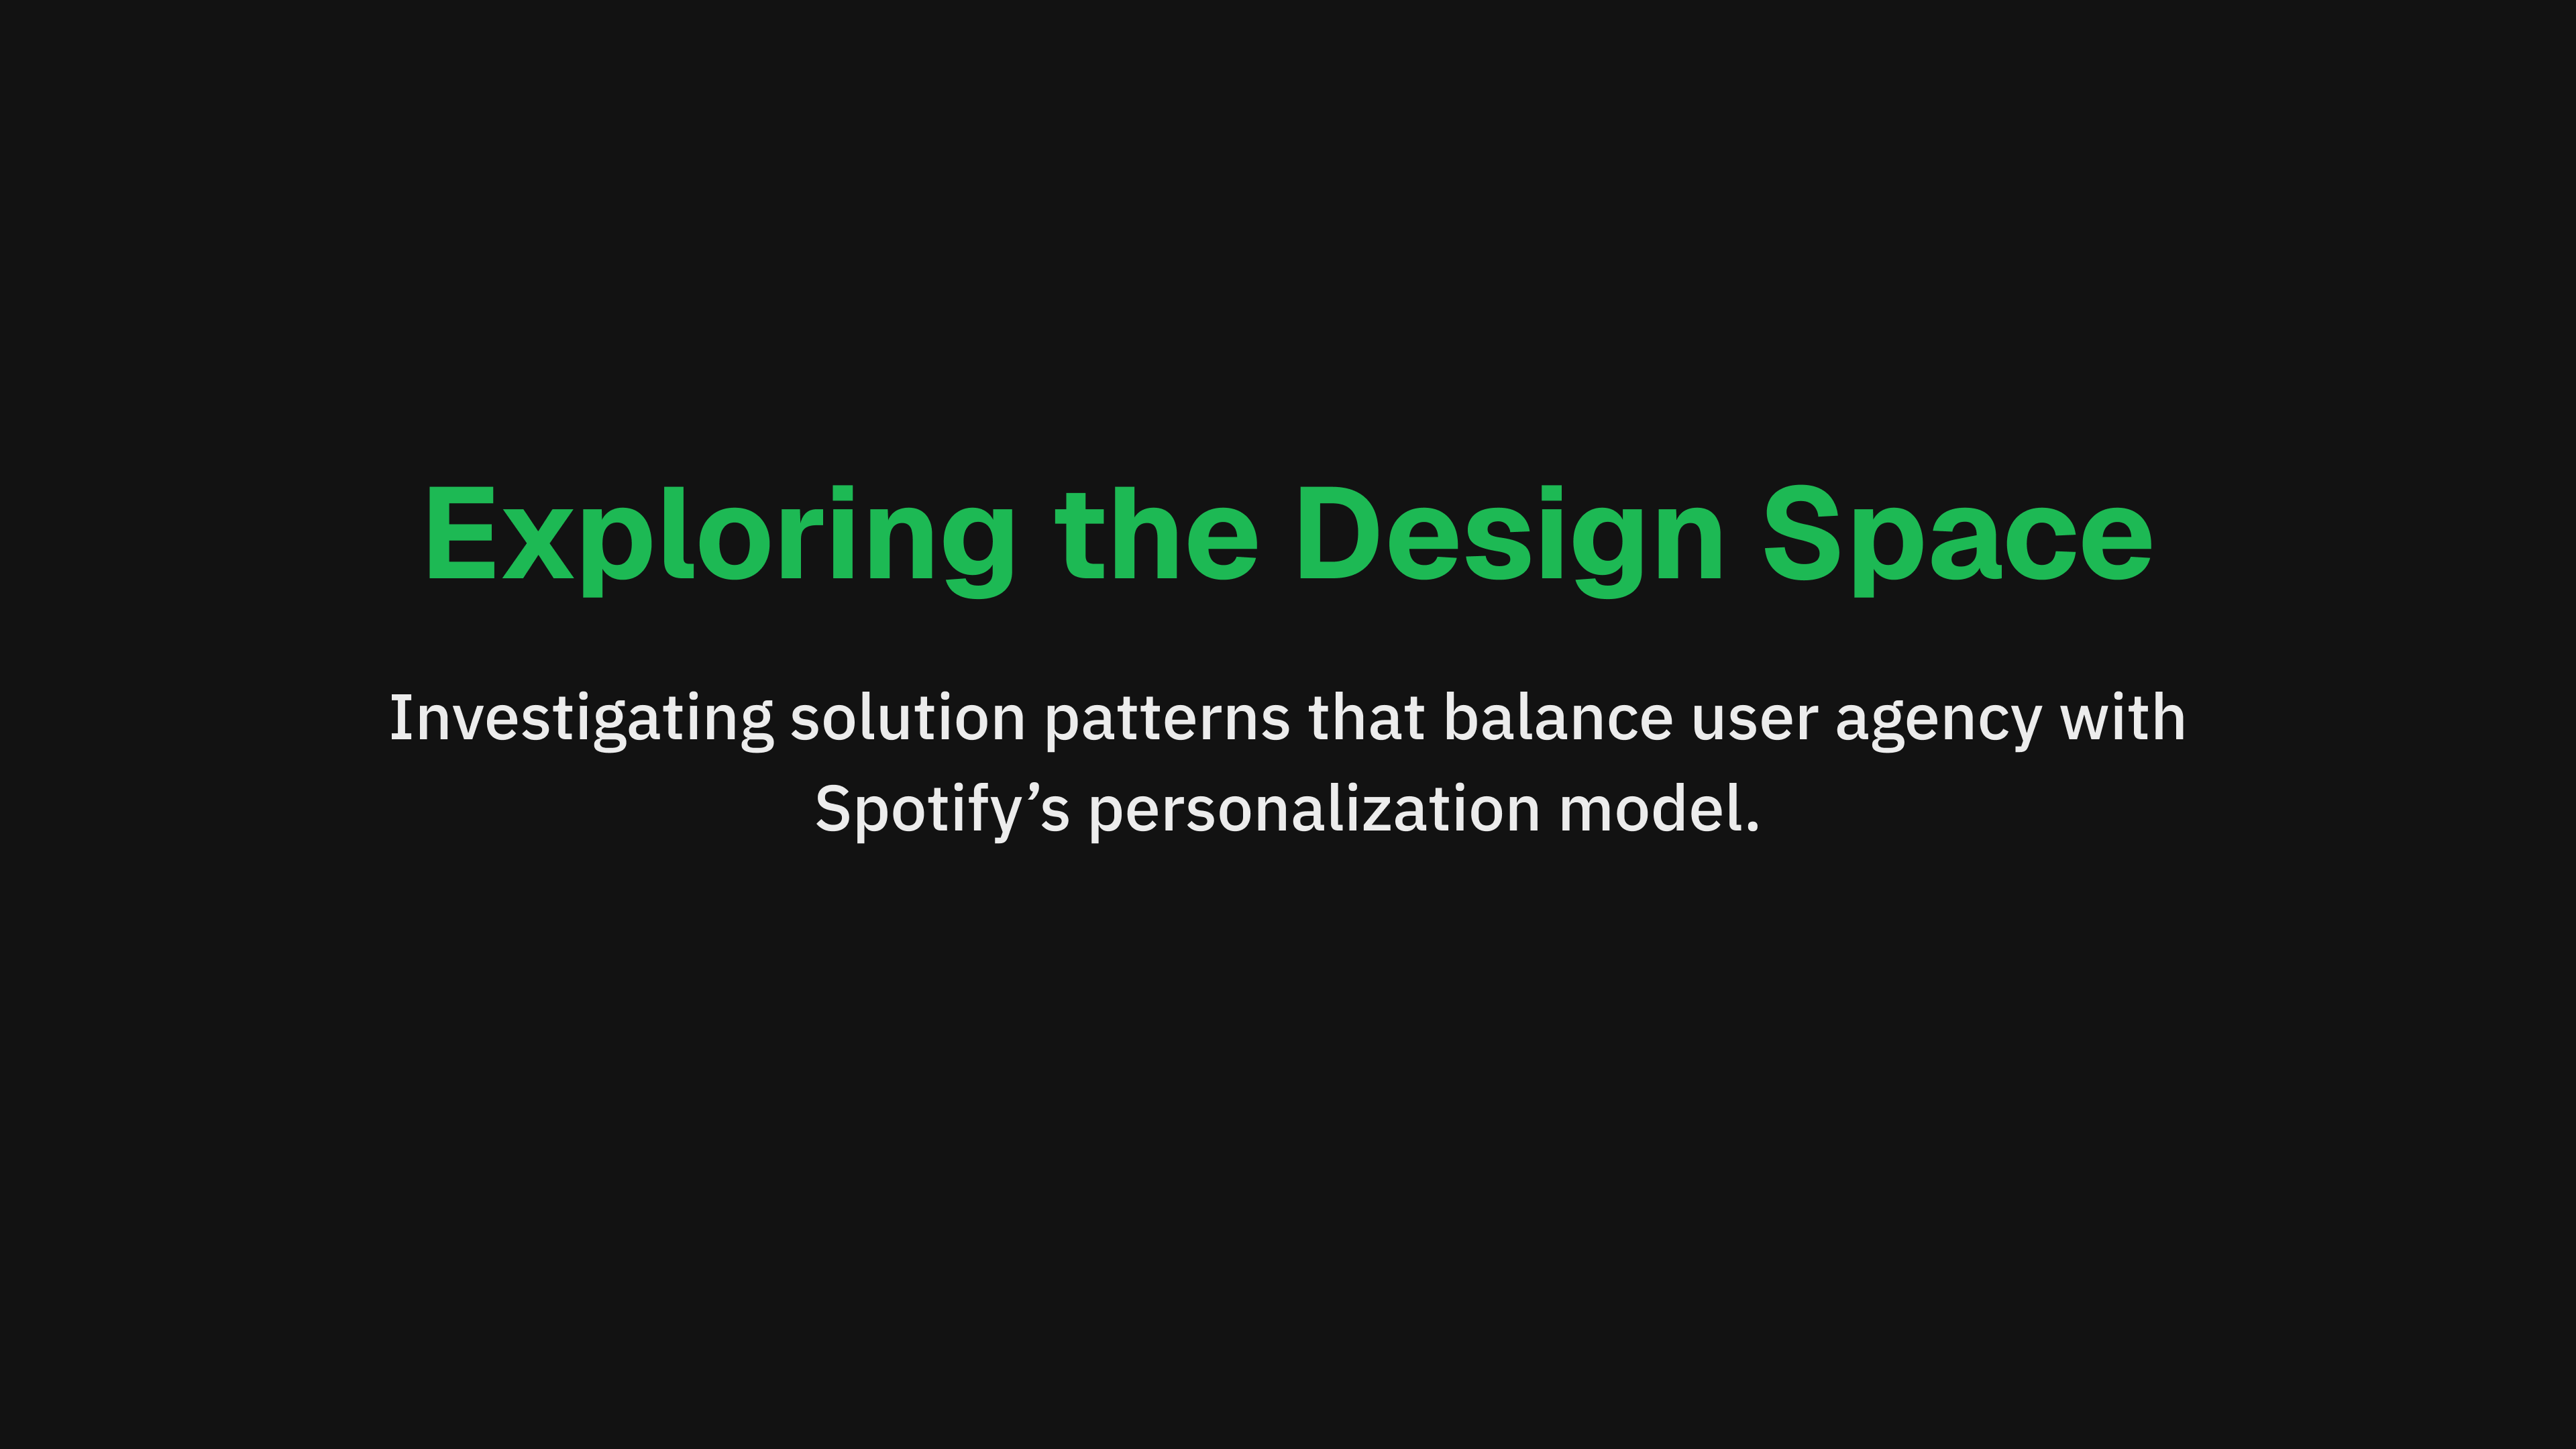 Exploring the Design Space
Investigating solution patterns that balance user agency with
Spotify’s personalization model.